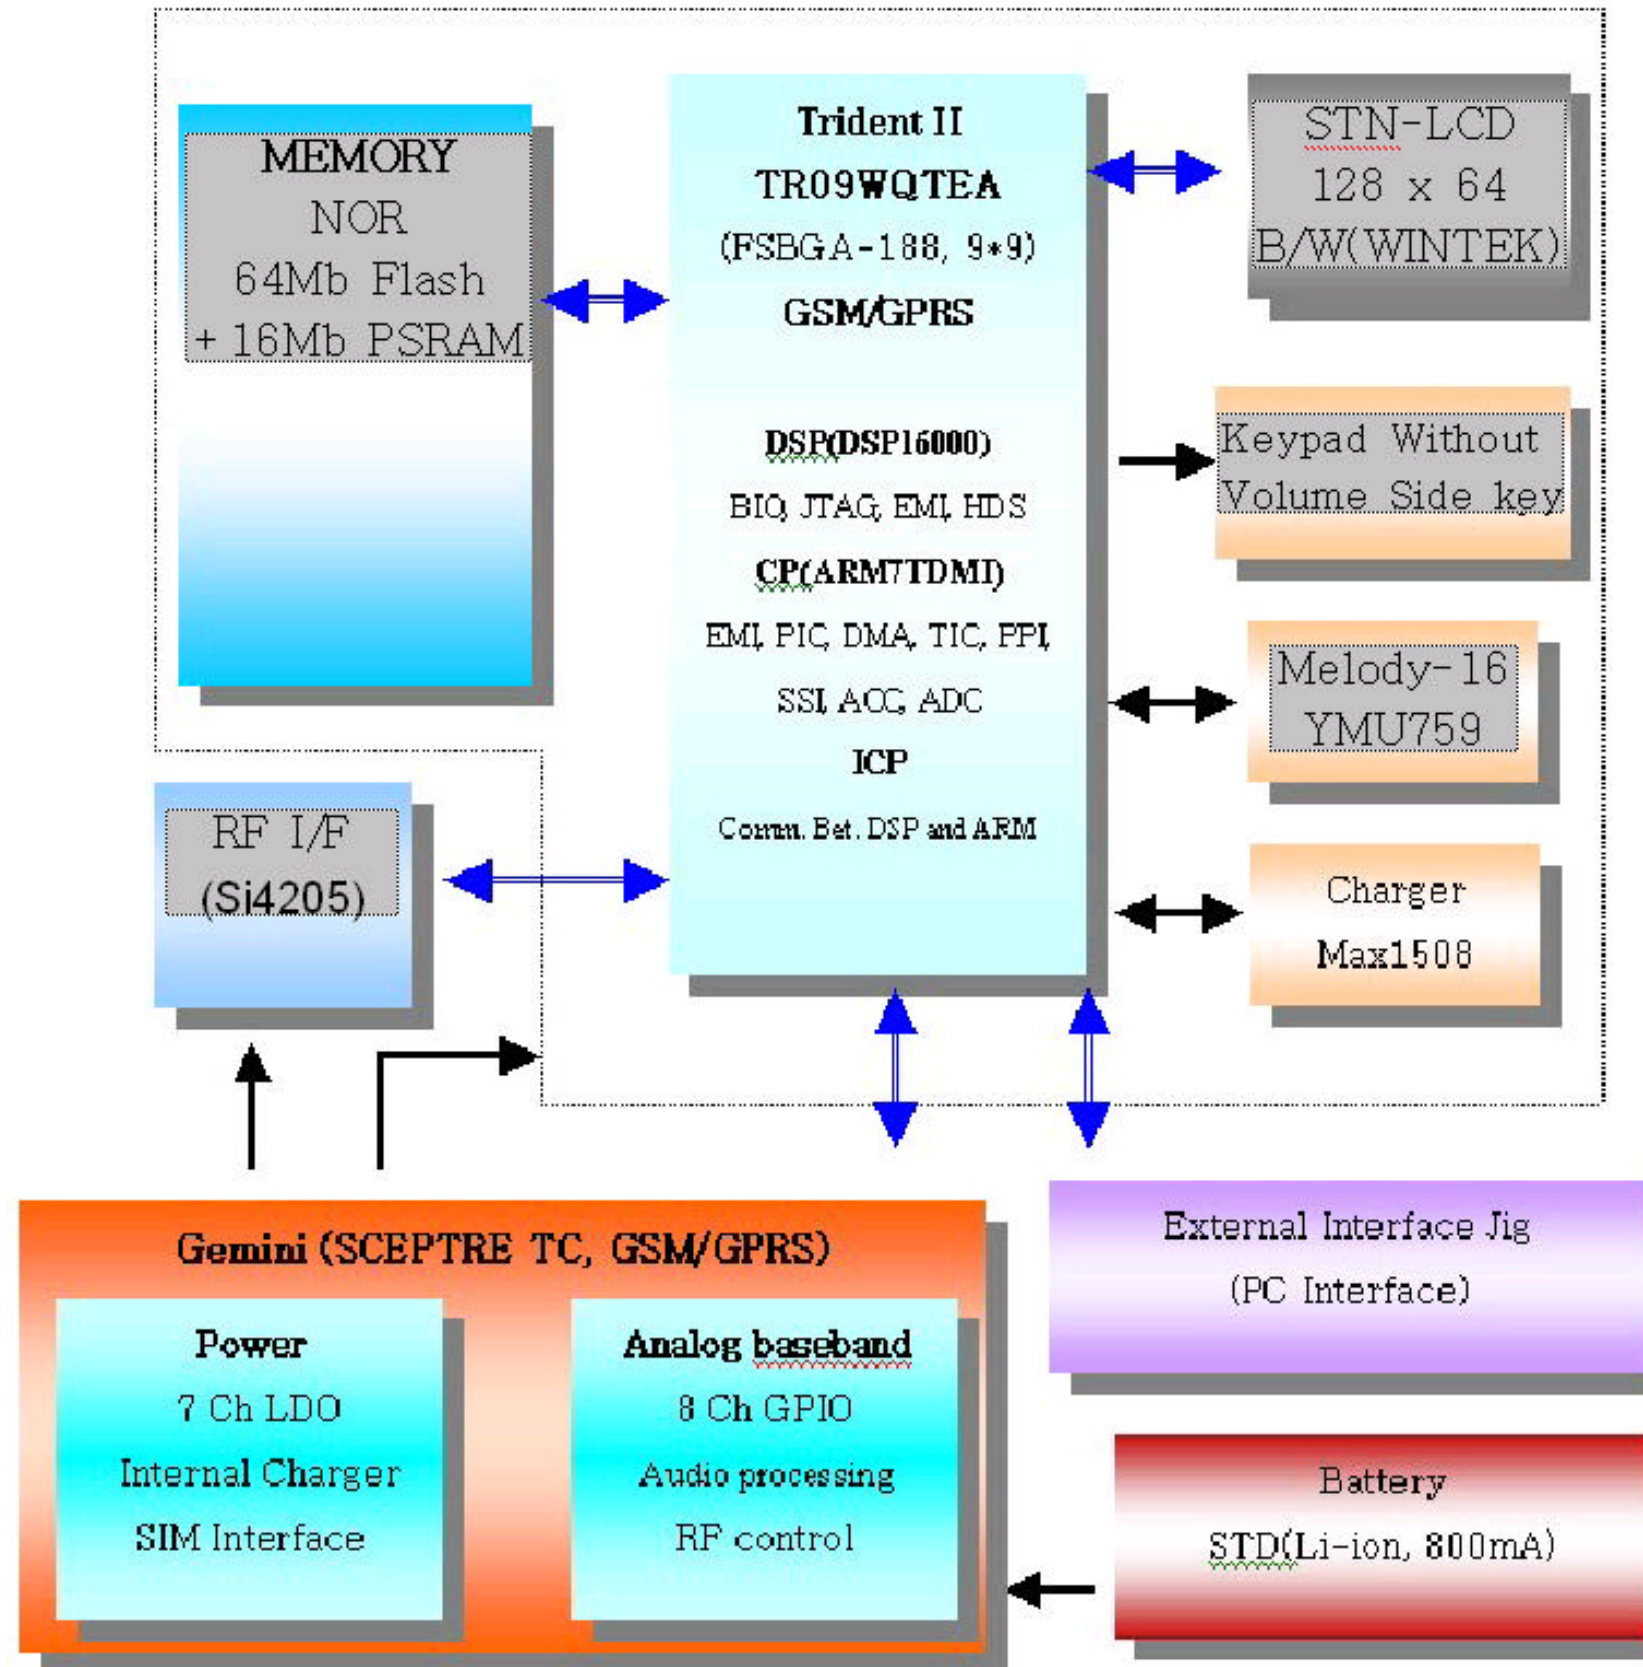 MEMORY
NOR
64Mb Flash
+ 16Mb PSRAM
Trident II
TR09WQTEA
(FSBGA-188, 9*9)
GSM/GPRS
DSP(DSP16000)
BIO, JTAG, EMI, HDS
CP(ARM7TDMI)
EMI, PIC, DMA, TIC, PPI,
SSI, ACC, ADC
ICP
Comm. Bet. DSP and ARM
STN-LCD
128 x 64
B/W(WINTEK)
Keypad Without
Volume Side key
Melody-16
YMU759
Charger
Max1508
RF I/F
(Si4205)
Gemini (SCEPTRE TC, GSM/GPRS)
Power
7 Ch LDO
Internal Charger
SIM Interface
Analog baseband
8 Ch GPIO
Audio processing
RF control
External Interface Jig
(PC Interface)
Battery
STD(Li-ion, 800mA)